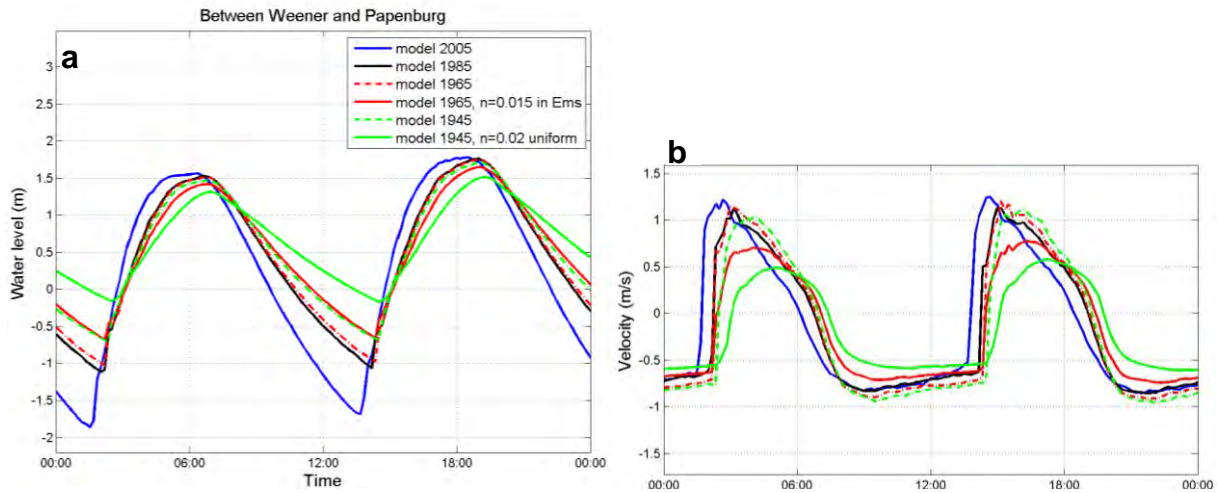 Between Weener and Papenburg
a
model 2005
model 1985
model 1965
model 1965, n=0.015 in Ems
model 1945
model 1945, n=0.02 uniform
Water level (m)
3
2.5
2
1.5
1
0.5
0
-0.5
-1
-1.5
-2
00:00 06:00 12:00 18:00 00:00
Time
b
Velocity (m/s)
1.5
1
0.5
0
-0.5
-1
-1.5
00:00 06:00 12:00 18:00 00:00